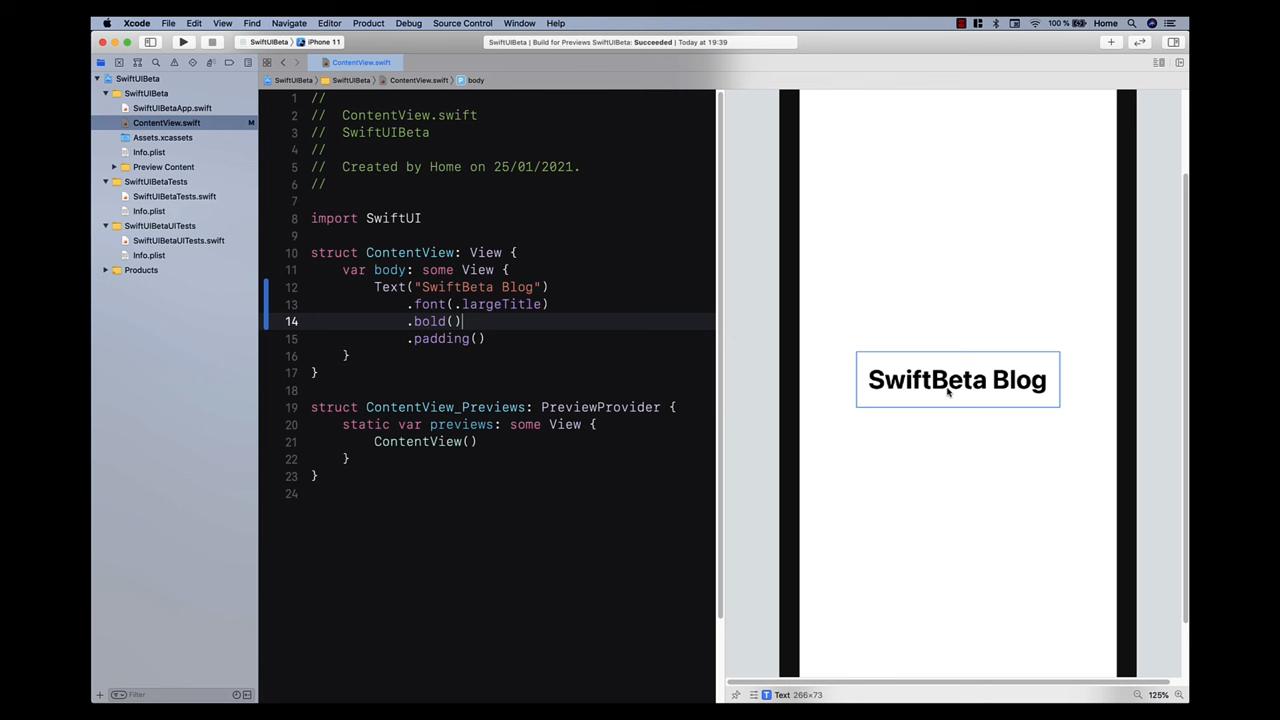 Xcode File Edit View Find Navigate Editor Product Debug Source Control Window Help 100 % Home
SwiftUIBeta iPhone 11 SwiftUIBeta | Build for Previews SwiftUIBeta: Succeeded | Today at 19:39
ContentView.swift
SwiftUIBeta SwiftUIBeta ContentView.swift body
SwiftUIBeta
SwiftUIBeta
SwiftUIBetaApp.swift
ContentView.swift M
Assets.xcassets
Info.plist
Preview Content
SwiftUIBetaTests
SwiftUIBetaTests.swift
Info.plist
SwiftUIBetaUITests
SwiftUIBetaUITests.swift
Info.plist
Products
Filter
1 //
2 // ContentView.swift
3 // SwiftUIBeta
4 //
5 // Created by Home on 25/01/2021.
6 //
7
8 import SwiftUI
9
10 struct ContentView: View {
11 var body: some View {
12 Text("SwiftBeta Blog")
13 .font(.largeTitle)
14 .bold()
15 .padding()
16 }
17 }
18
19 struct ContentView_Previews: PreviewProvider {
20 static var previews: some View {
21 ContentView()
22 }
23 }
24
SwiftBeta Blog
T Text 266×73 125%